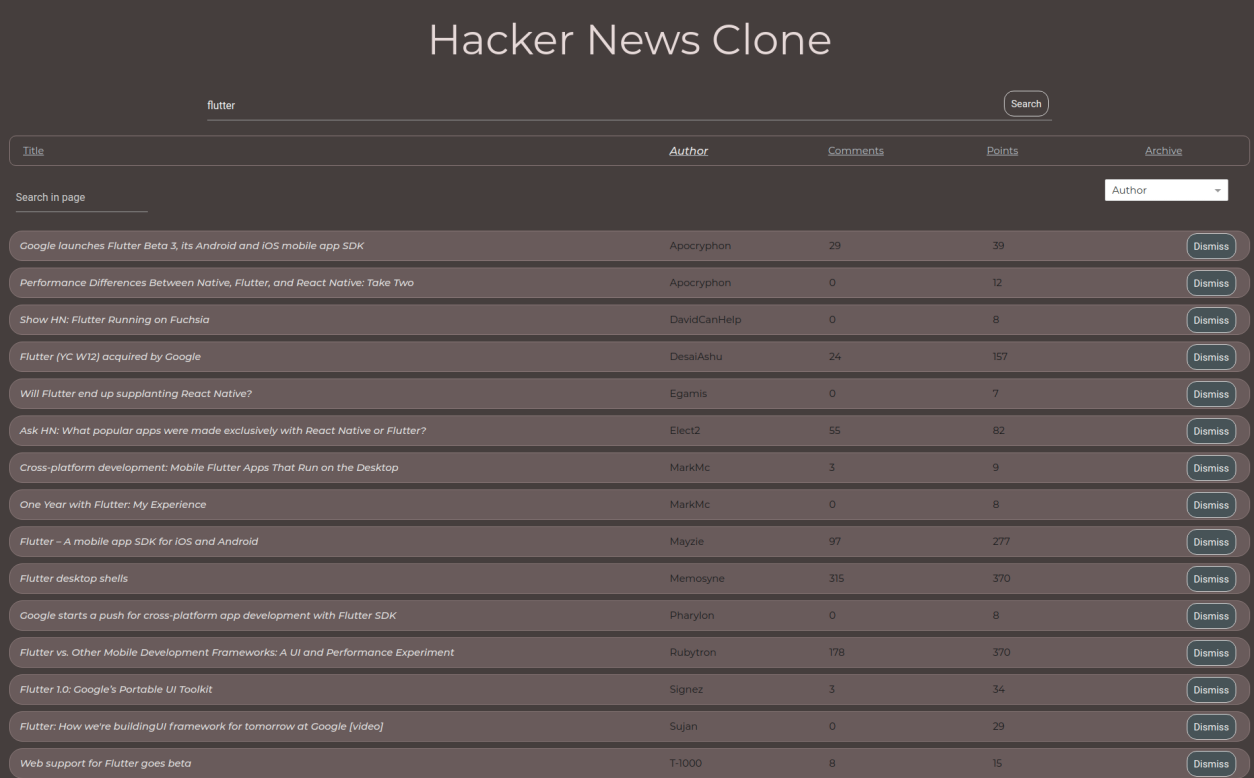 Hacker News Clone
flutter Search
Title Author Comments Points Archive
Search in page Author
Google launches Flutter Beta 3, its Android and iOS mobile app SDK Apocryphon 29 39 Dismiss
Performance Differences Between Native, Flutter, and React Native: Take Two Apocryphon 0 12 Dismiss
Show HN: Flutter Running on Fuchsia DavidCanHelp 0 8 Dismiss
Flutter (YC W12) acquired by Google DesaiAshu 24 157 Dismiss
Will Flutter end up supplanting React Native? Egamis 0 7 Dismiss
Ask HN: What popular apps were made exclusively with React Native or Flutter? Elect2 55 82 Dismiss
Cross-platform development: Mobile Flutter Apps That Run on the Desktop MarkMc 3 9 Dismiss
One Year with Flutter: My Experience MarkMc 0 8 Dismiss
Flutter – A mobile app SDK for iOS and Android Mayzie 97 277 Dismiss
Flutter desktop shells Memosyne 315 370 Dismiss
Google starts a push for cross-platform app development with Flutter SDK Pharylon 0 8 Dismiss
Flutter vs. Other Mobile Development Frameworks: A UI and Performance Experiment Rubytron 178 370 Dismiss
Flutter 1.0: Google’s Portable UI Toolkit Signez 3 34 Dismiss
Flutter: How we're buildingUI framework for tomorrow at Google [video] Sujan 0 29 Dismiss
Web support for Flutter goes beta T-1000 8 15 Dismiss